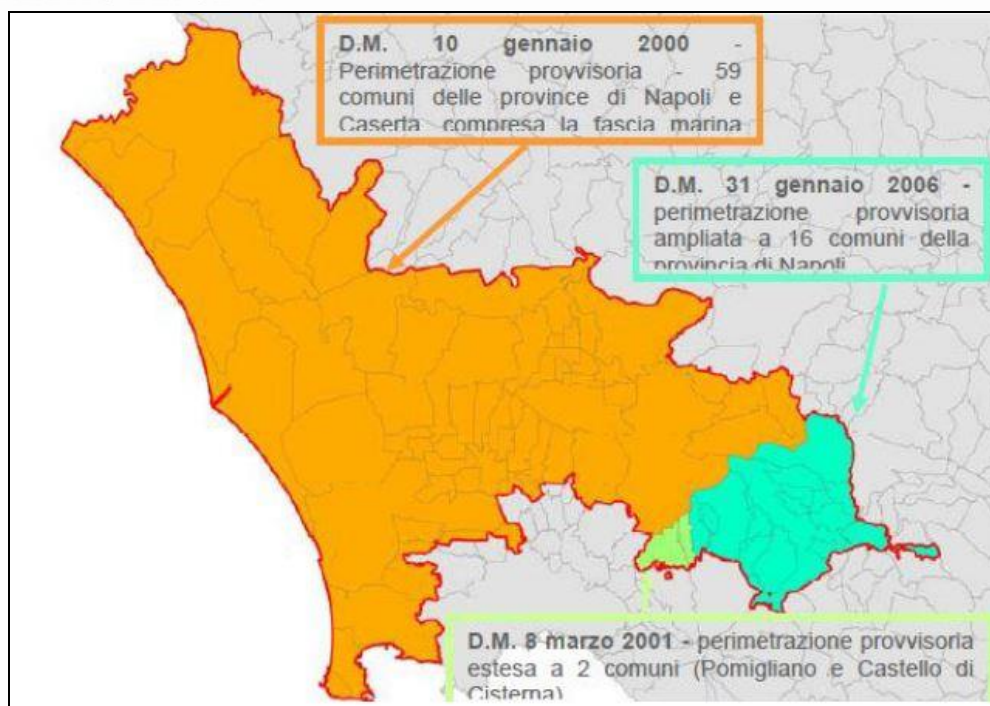 D.M. 10 gennaio 2000 -
Perimetrazione provvisoria - 59
comuni delle province di Napoli e
Caserta compresa la fascia marina
D.M. 31 gennaio 2006 -
perimetrazione provvisoria
ampliata a 16 comuni della
provincia di Napoli
D.M. 8 marzo 2001 - perimetrazione provvisoria
estesa a 2 comuni (Pomigliano e Castello di
Cisterna)